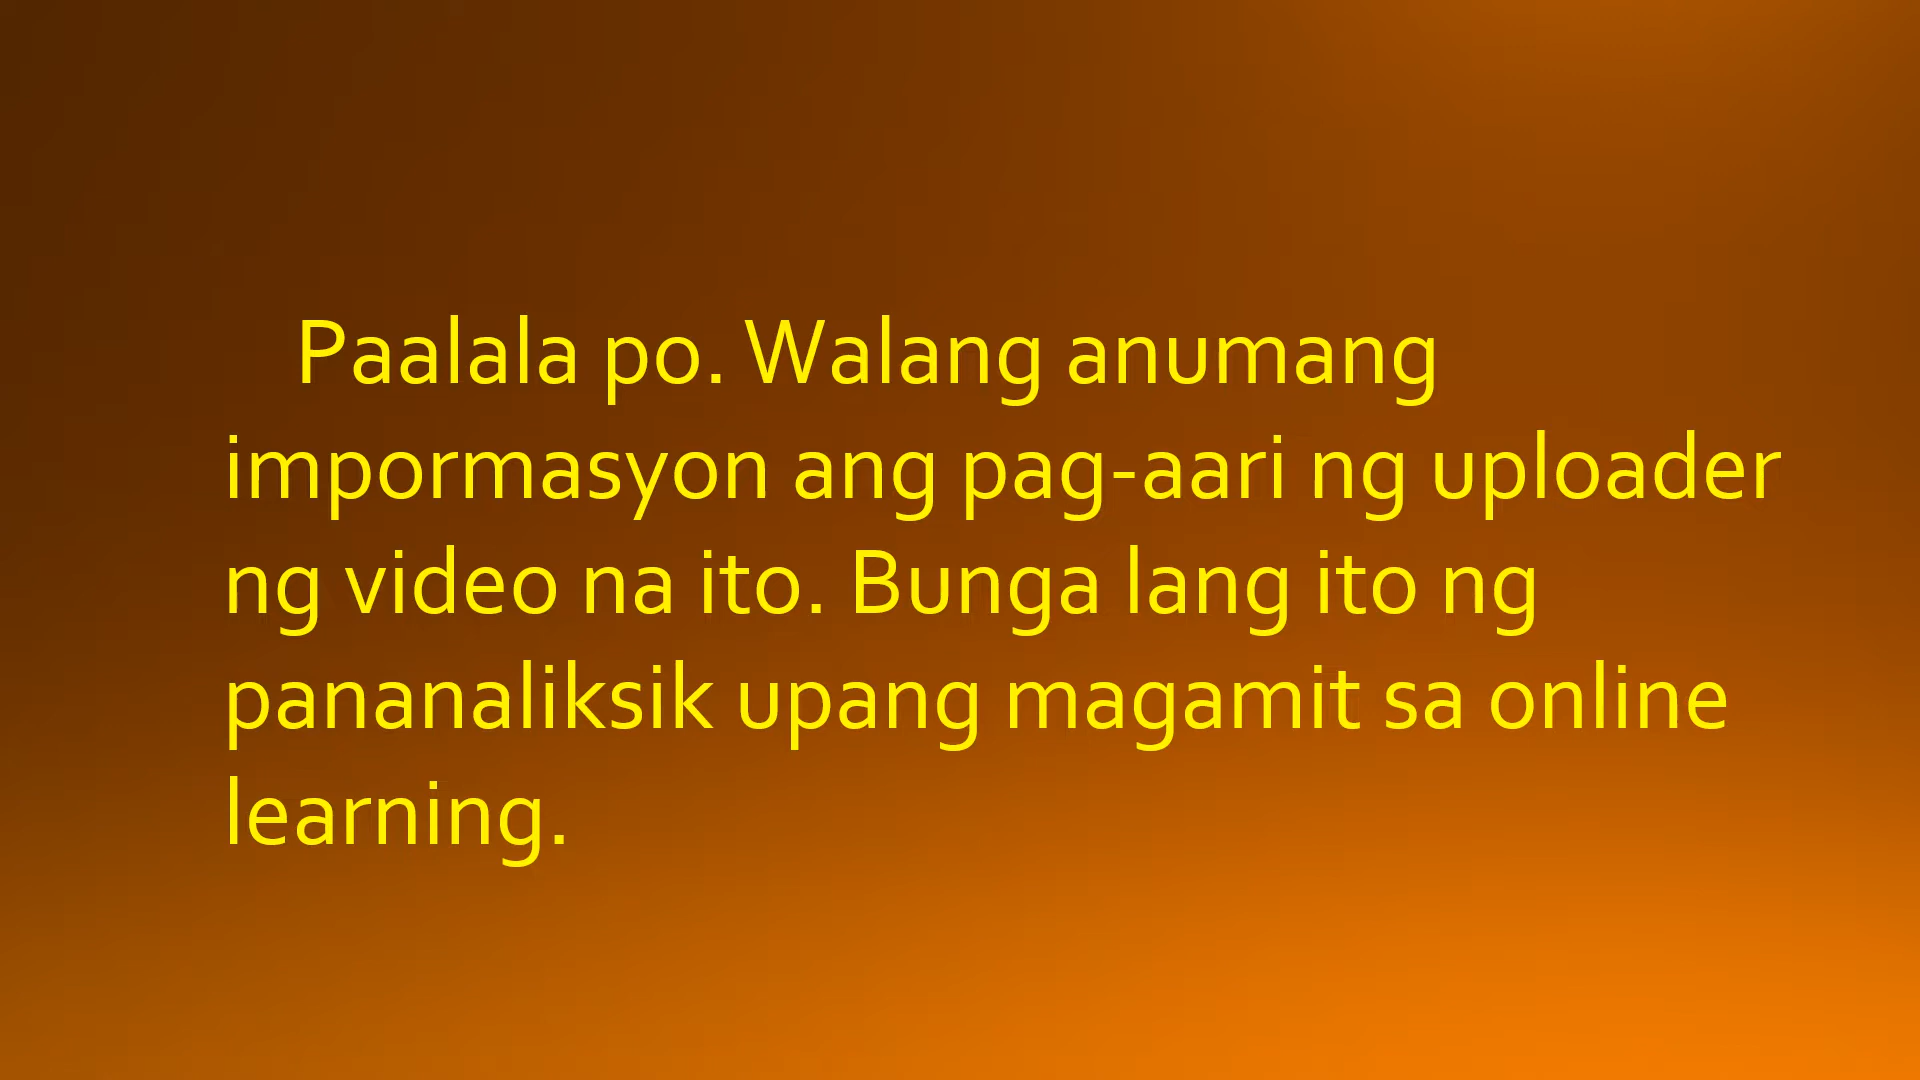 Paalala po. Walang anumang
impormasyon ang pag-aari ng uploader
ng video na ito. Bunga lang ito ng
pananaliksik upang magamit sa online
learning.